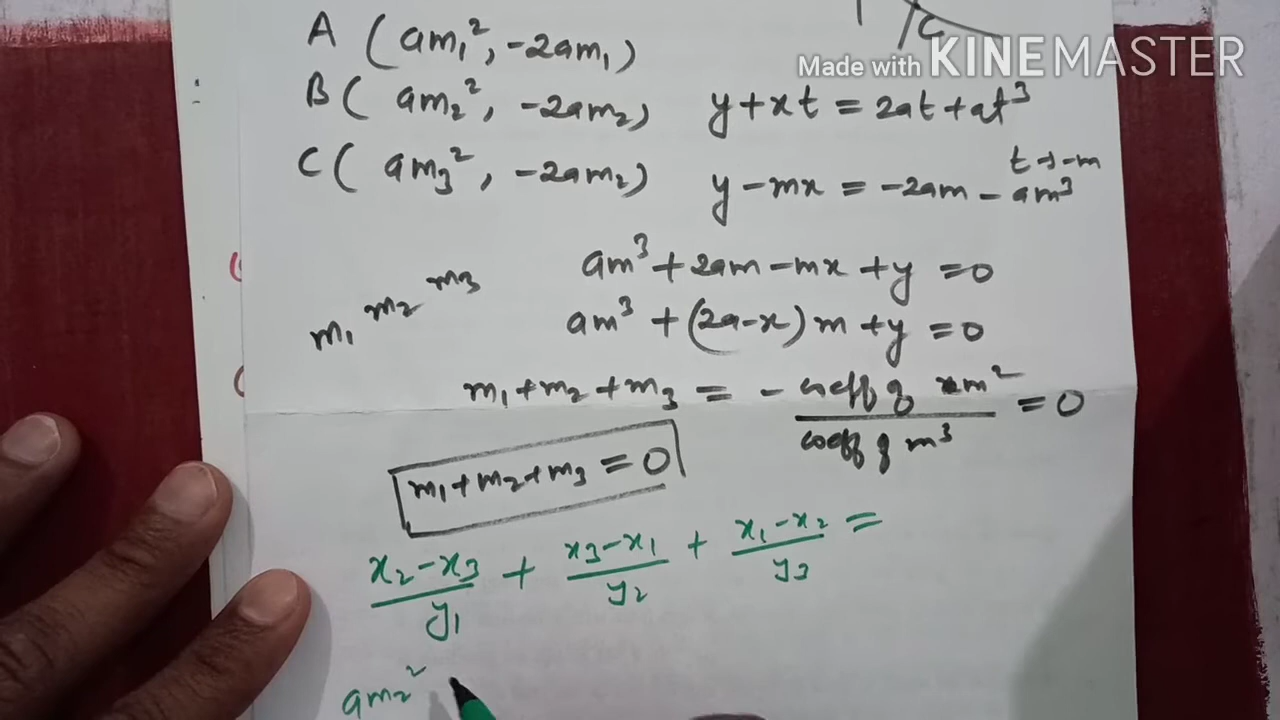 C
Made with KINEMASTER
A (am₁², -2am₁)
B( am₂², -2am₂) y+xt = 2at+at³
t→-m
C( am₃², -2am₂) y-mx = -2am - am³
am³+2am-mx+y=0
m₁ m₂ m₃ am³+(2a-x)m+y=0
m₁+m₂+m₃ = - coeff of m² / coeff of m³ = 0
m₁+m₂+m₃=0
x₂-x₃ / y₁ + x₃-x₁ / y₂ + x₁-x₂ / y₃ =
am₂²